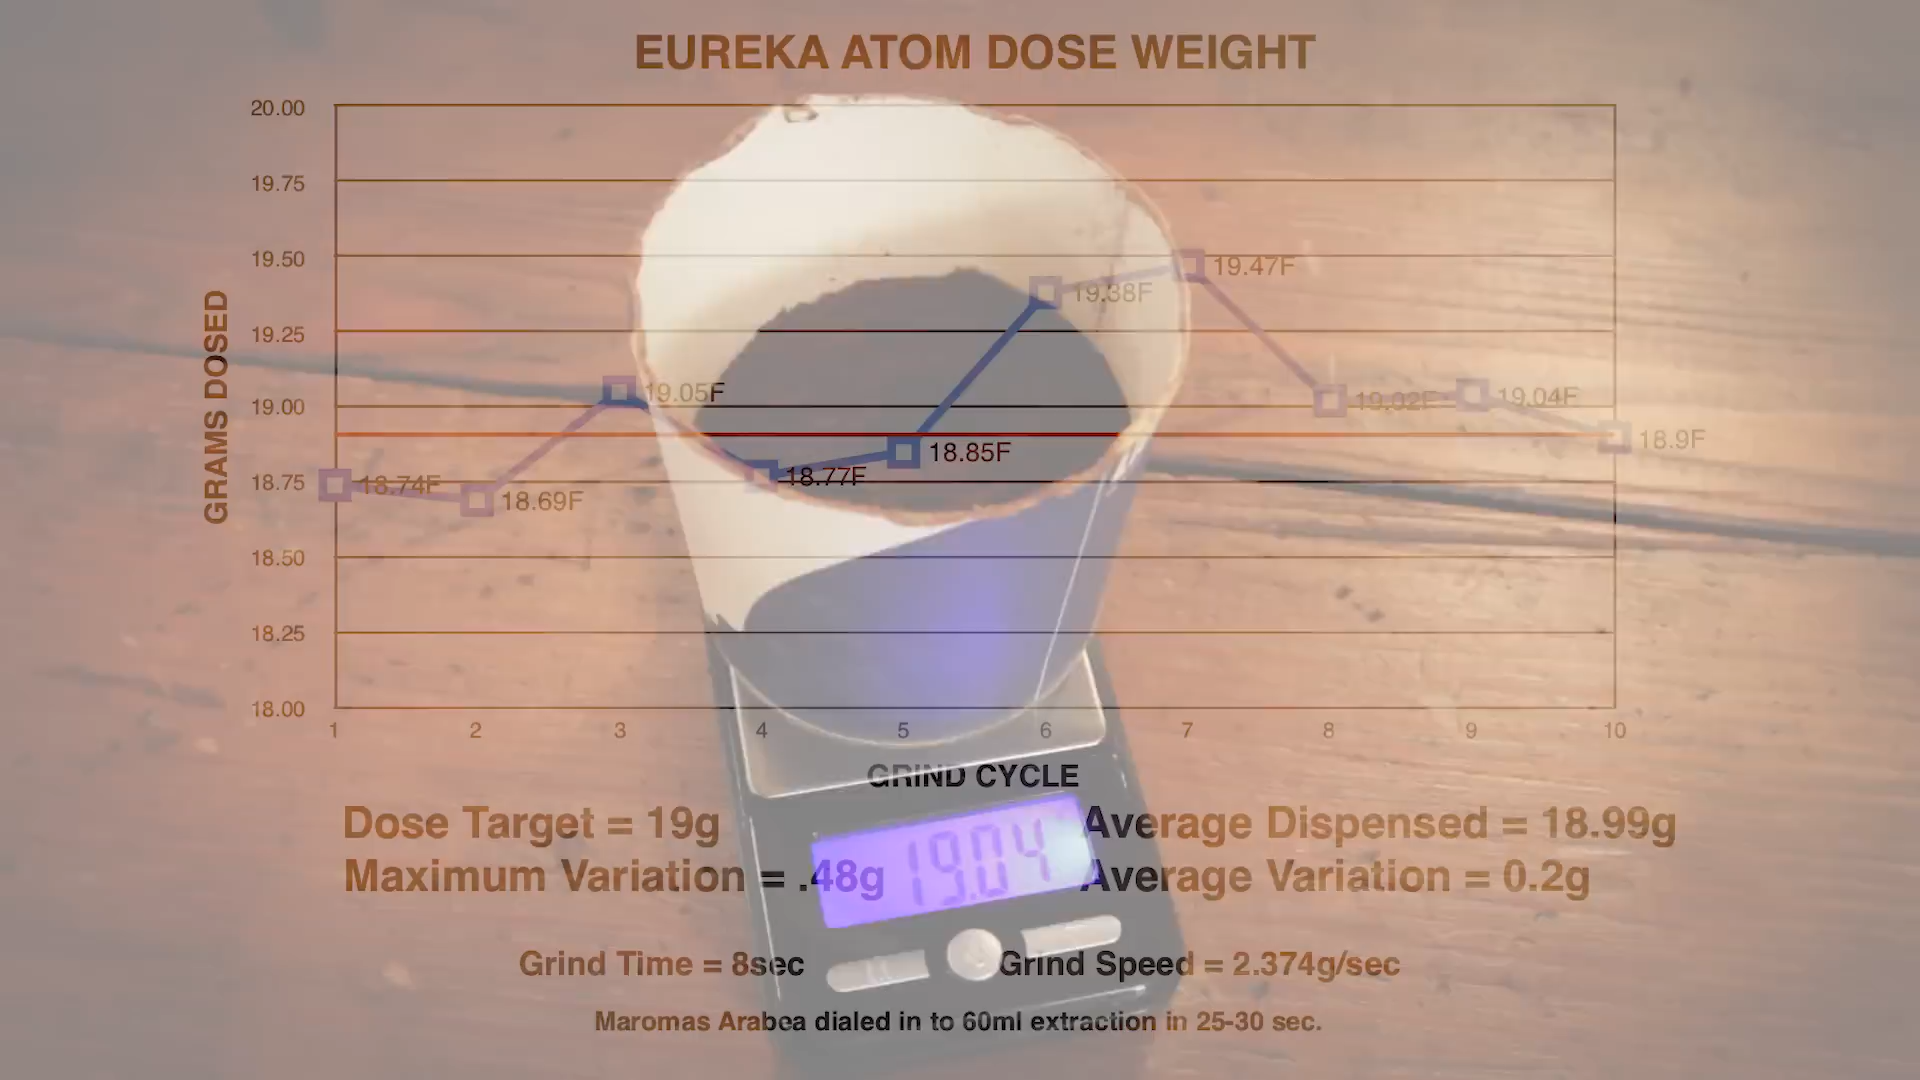 EUREKA ATOM DOSE WEIGHT
20.00
19.75
19.50
19.25
19.00
18.75
18.50
18.25
18.00
GRAMS DOSED
18.74F
18.69F
19.05F
18.77F
18.85F
19.38F
19.47F
19.02F
19.04F
18.9F
1 2 3 4 5 6 7 8 9 10
GRIND CYCLE
Dose Target = 19g
Average Dispensed = 18.99g
Maximum Variation = .48g
Average Variation = 0.2g
19.04
Grind Time = 8sec
Grind Speed = 2.374g/sec
Maromas Arabea dialed in to 60ml extraction in 25-30 sec.